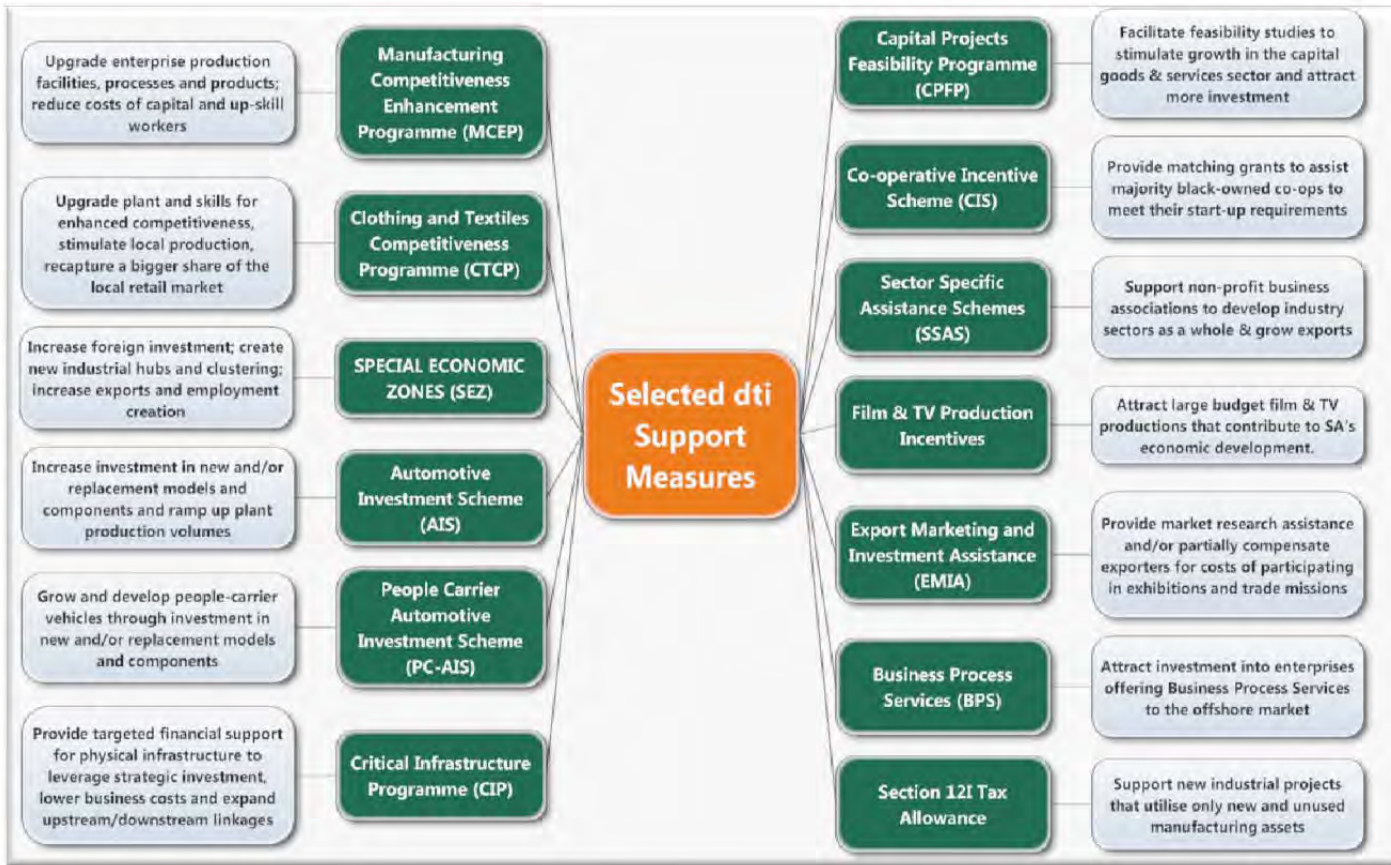 Upgrade enterprise production
facilities, processes and products;
reduce costs of capital and up-skill
workers
Manufacturing
Competitiveness
Enhancement
Programme (MCEP)
Upgrade plant and skills for
enhanced competitiveness,
stimulate local production,
recapture a bigger share of the
local retail market
Clothing and Textiles
Competitiveness
Programme (CTCP)
Increase foreign investment; create
new industrial hubs and clustering;
increase exports and employment
creation
SPECIAL ECONOMIC
ZONES (SEZ)
Increase investment in new and/or
replacement models and
components and ramp up plant
production volumes
Automotive
Investment Scheme
(AIS)
Grow and develop people-carrier
vehicles through investment in
new and/or replacement models
and components
People Carrier
Automotive
Investment Scheme
(PC-AIS)
Provide targeted financial support
for physical infrastructure to
leverage strategic investment,
lower business costs and expand
upstream/downstream linkages
Critical Infrastructure
Programme (CIP)
Selected dti
Support
Measures
Capital Projects
Feasibility Programme
(CPFP)
Facilitate feasibility studies to
stimulate growth in the capital
goods & services sector and attract
more investment
Co-operative Incentive
Scheme (CIS)
Provide matching grants to assist
majority black-owned co-ops to
meet their start-up requirements
Sector Specific
Assistance Schemes
(SSAS)
Support non-profit business
associations to develop industry
sectors as a whole & grow exports
Film & TV Production
Incentives
Attract large budget film & TV
productions that contribute to SA's
economic development.
Export Marketing and
Investment Assistance
(EMIA)
Provide market research assistance
and/or partially compensate
exporters for costs of participating
in exhibitions and trade missions
Business Process
Services (BPS)
Attract investment into enterprises
offering Business Process Services
to the offshore market
Section 12I Tax
Allowance
Support new industrial projects
that utilise only new and unused
manufacturing assets